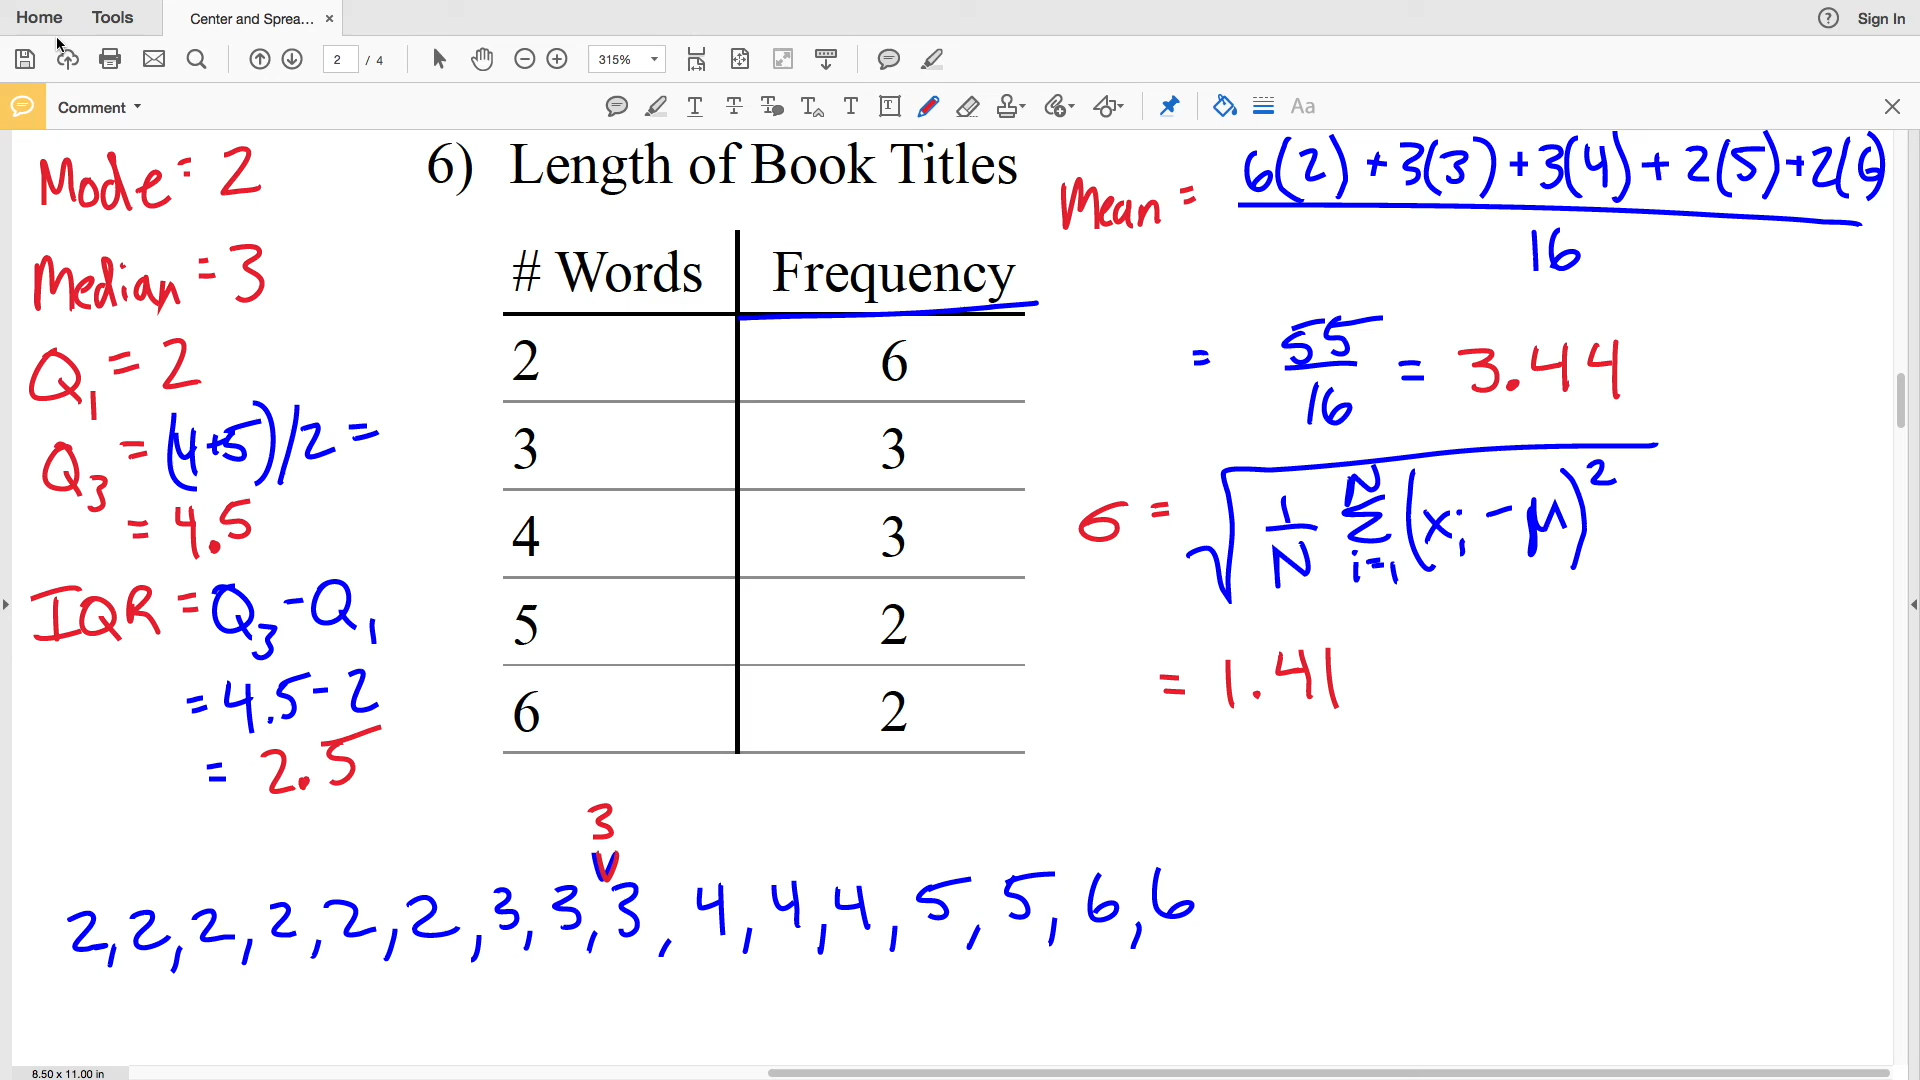 Home Tools Center and Sprea... × ? Sign In
2 / 4 315%
Comment T T T T T T Aa
Mode = 2
Median = 3
Q1 = 2
Q3 = (4+5)/2 =
= 4.5
IQR = Q3 - Q1
= 4.5 - 2
= 2.5
6) Length of Book Titles
# Words Frequency
2 6
3 3
4 3
5 2
6 2
Mean = 6(2) + 3(3) + 3(4) + 2(5) + 2(6)
16
= 55/16 = 3.44
σ = √ 1/N N Σ i=1 (xi - μ)²
= 1.41
3
2, 2, 2, 2, 2, 2, 3, 3, 3, 4, 4, 4, 5, 5, 6, 6
8.50 x 11.00 in